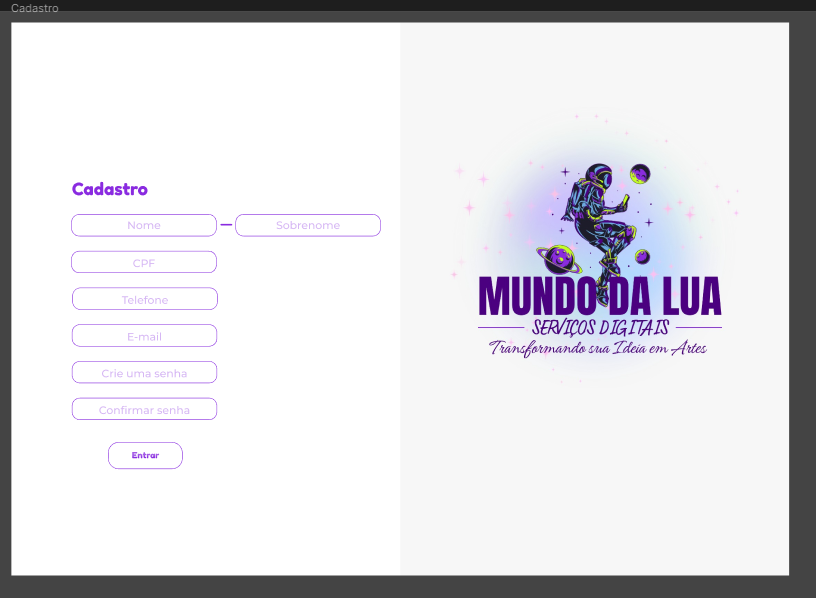 Cadastro
Cadastro
Nome
Sobrenome
CPF
Telefone
E-mail
Crie uma senha
Confirmar senha
Entrar
MUNDO DA LUA
SERVIÇOS DIGITAIS
Transformando sua Ideia em Artes